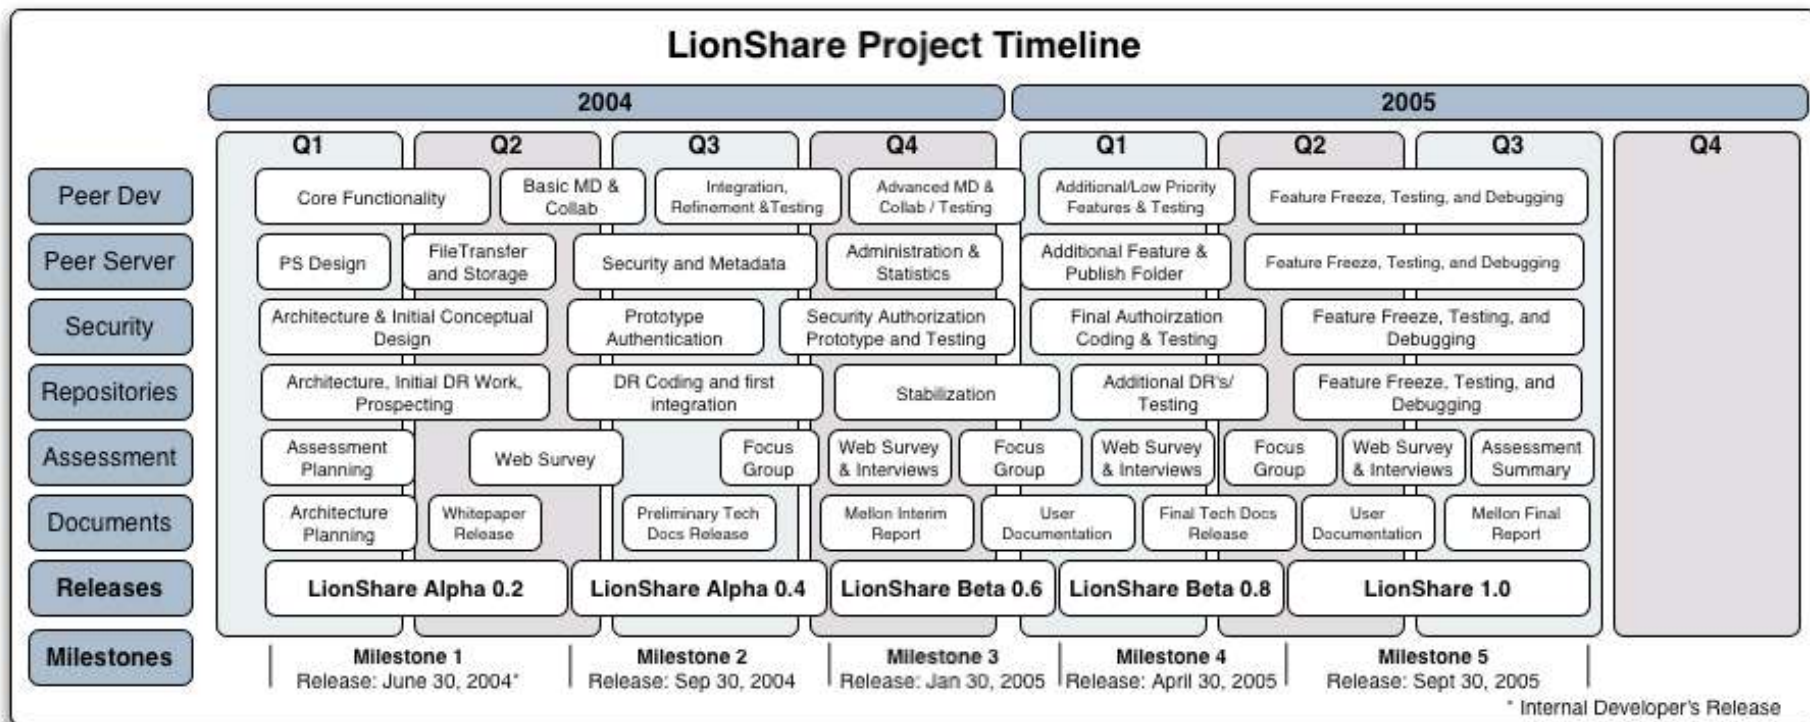 LionShare Project Timeline
2004
2005
Q1
Q2
Q3
Q4
Q1
Q2
Q3
Q4
Peer Dev
Core Functionality
Basic MD &
Collab
Integration,
Refinement &Testing
Advanced MD &
Collab / Testing
Additional/Low Priority
Features & Testing
Feature Freeze, Testing, and Debugging
Peer Server
PS Design
FileTransfer
and Storage
Security and Metadata
Administration &
Statistics
Additional Feature &
Publish Folder
Feature Freeze, Testing, and Debugging
Security
Architecture & Initial Conceptual
Design
Prototype
Authentication
Security Authorization
Prototype and Testing
Final Authoirzation
Coding & Testing
Feature Freeze, Testing, and
Debugging
Repositories
Architecture, Initial DR Work,
Prospecting
DR Coding and first
integration
Stabilization
Additional DR's/
Testing
Feature Freeze, Testing, and
Debugging
Assessment
Assessment
Planning
Web Survey
Focus
Group
Web Survey
& Interviews
Focus
Group
Web Survey
& Interviews
Focus
Group
Web Survey
& Interviews
Assessment
Summary
Documents
Architecture
Planning
Whitepaper
Release
Preliminary Tech
Docs Release
Mellon Interim
Report
User
Documentation
Final Tech Docs
Release
User
Documentation
Mellon Final
Report
Releases
LionShare Alpha 0.2
LionShare Alpha 0.4
LionShare Beta 0.6
LionShare Beta 0.8
LionShare 1.0
Milestones
Milestone 1
Release: June 30, 2004*
Milestone 2
Release: Sep 30, 2004
Milestone 3
Release: Jan 30, 2005
Milestone 4
Release: April 30, 2005
Milestone 5
Release: Sept 30, 2005
* Internal Developer's Release